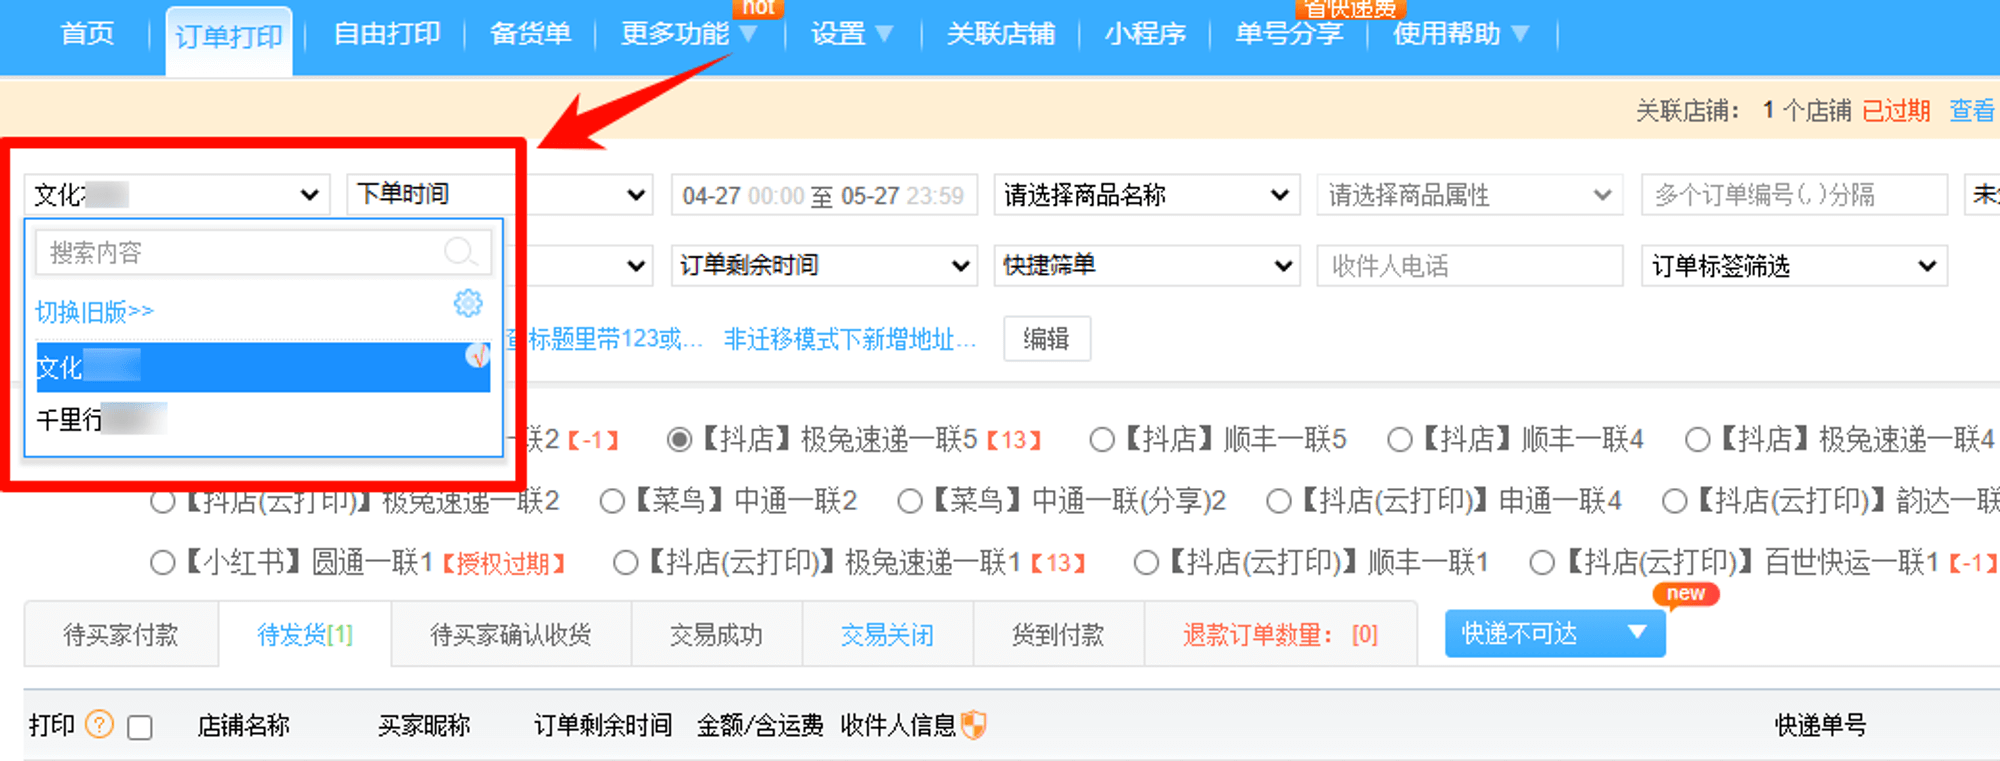 首页 订单打印 自由打印 备货单 更多功能 hot 设置 关联店铺 小程序 单号分享 省快递费 使用帮助
关联店铺： 1 个店铺 已过期 查看
文化 下单时间 04-27 00:00 至 05-27 23:59 请选择商品名称 请选择商品属性 多个订单编号(,)分隔 未
搜索内容 订单剩余时间 快捷筛单 收件人电话 订单标签筛选
切换旧版>> 标题里带123或... 非迁移模式下新增地址... 编辑
文化
千里行
一联2【-1】 【抖店】极兔速递一联5【13】 【抖店】顺丰一联5 【抖店】顺丰一联4 【抖店】极兔速递一联4
【抖店(云打印)】极兔速递一联2 【菜鸟】中通一联2 【菜鸟】中通一联(分享)2 【抖店(云打印)】申通一联4 【抖店(云打印)】韵达一联
【小红书】圆通一联1【授权过期】 【抖店(云打印)】极兔速递一联1【13】 【抖店(云打印)】顺丰一联1 【抖店(云打印)】百世快运一联1【-1】
待买家付款 待发货[1] 待买家确认收货 交易成功 交易关闭 货到付款 退款订单数量： [0] 快递不可达 new
打印 ? 店铺名称 买家昵称 订单剩余时间 金额/含运费 收件人信息 快递单号